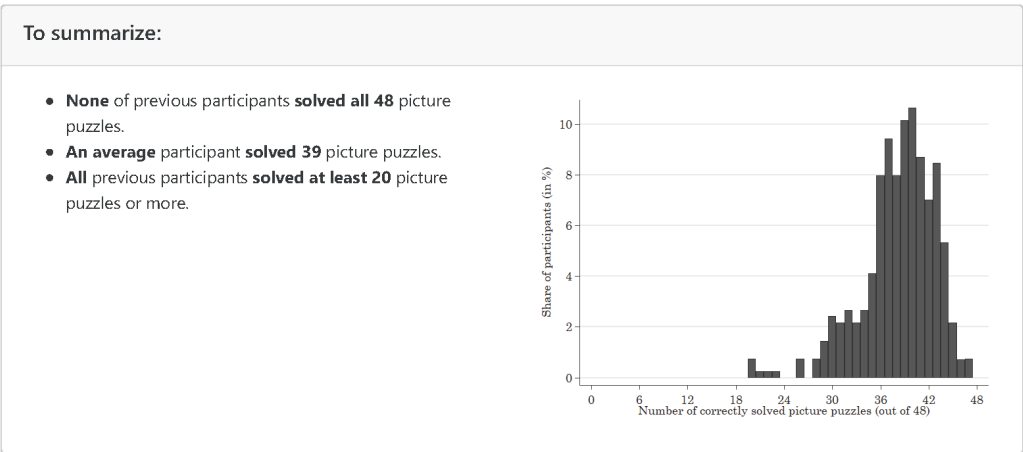 To summarize:
• None of previous participants solved all 48 picture
puzzles.
• An average participant solved 39 picture puzzles.
• All previous participants solved at least 20 picture
puzzles or more.
Share of participants (in %)
10
8
6
4
2
0
0 6 12 18 24 30 36 42 48
Number of correctly solved picture puzzles (out of 48)